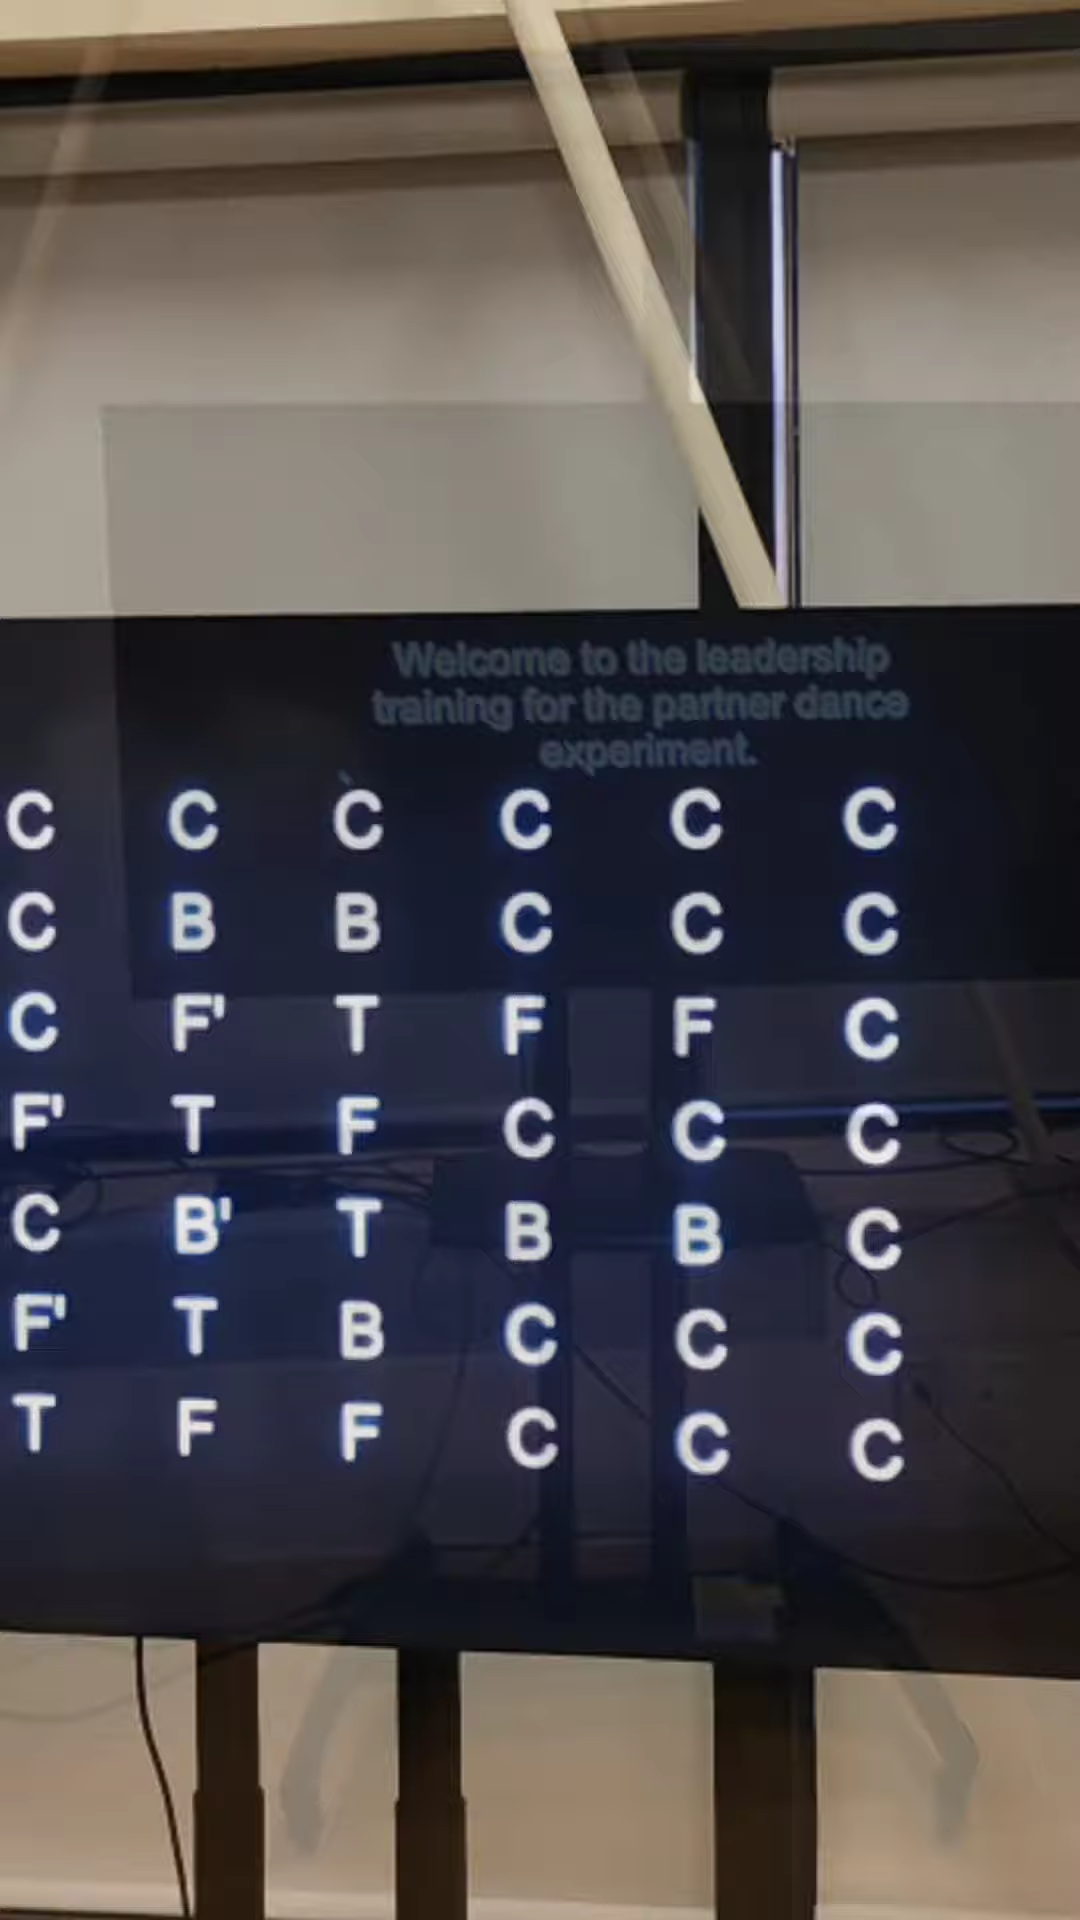 Welcome to the leadership
training for the partner dance
experiment.
C C C C C C
C B B C C C
C F' T F F C
F' T F C C C
C B' T B B C
F' T B C C C
T F F C C C